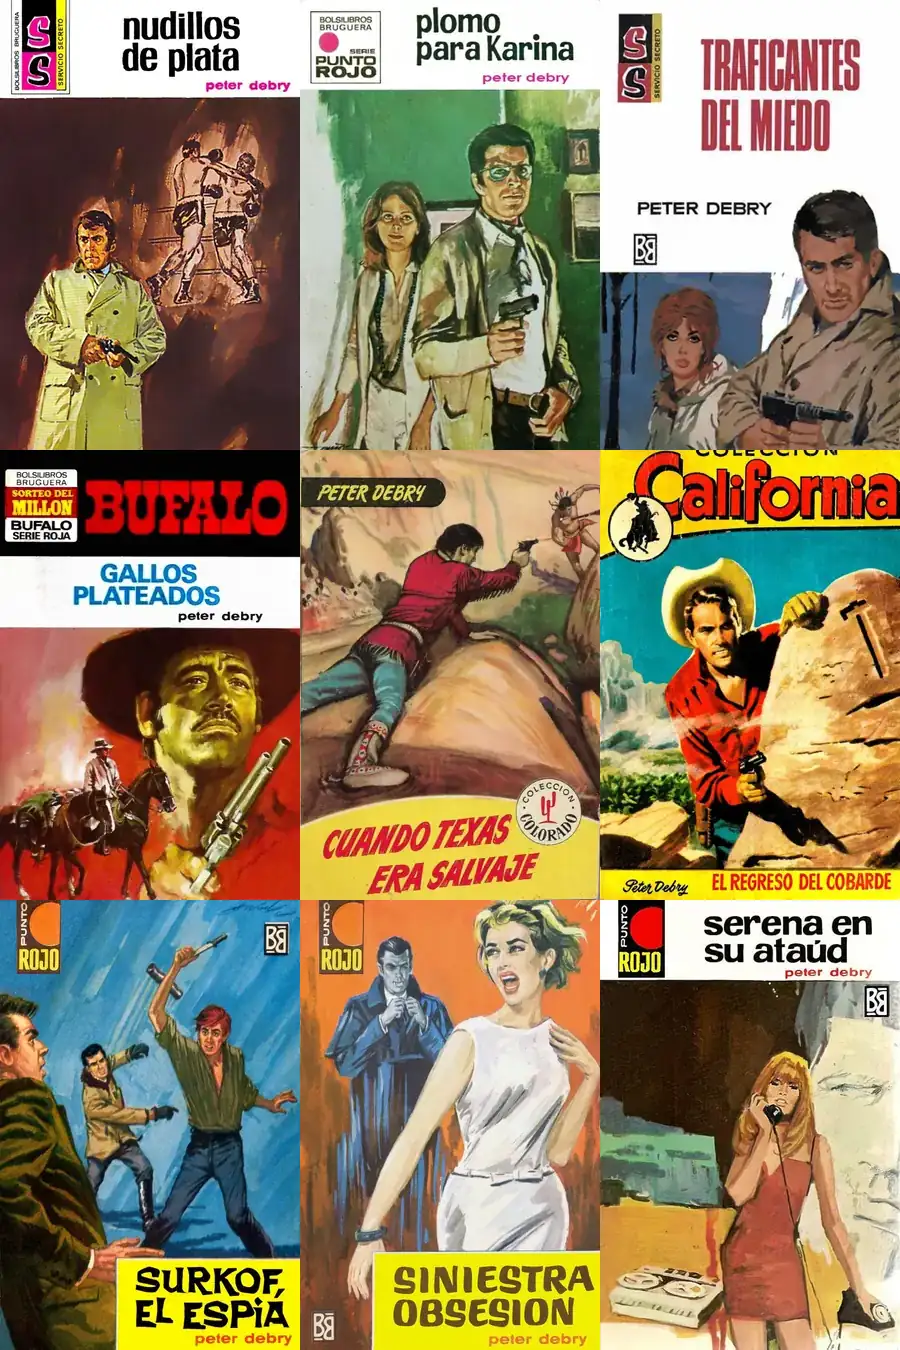 BOLSILIBROS BRUGUERA
SS
SERVICIO SECRETO
nudillos
de plata
peter debry
BOLSILIBROS
BRUGUERA
SERIE
PUNTO
ROJO
plomo
para Karina
peter debry
SS
SERVICIO SECRETO
TRAFICANTES
DEL MIEDO
PETER DEBRY
BB
BOLSILIBROS
BRUGUERA
SORTEO DEL
MILLON
BUFALO
SERIE ROJA
BUFALO
GALLOS
PLATEADOS
peter debry
PETER DEBRY
COLECCION
COLORADO
CUANDO TEXAS
ERA SALVAJE
COLECCION
California
Peter Debry
EL REGRESO DEL COBARDE
PUNTO
ROJO
BB
SURKOF,
EL ESPIA
peter debry
PUNTO
ROJO
SINIESTRA
OBSESION
peter debry
BB
PUNTO
ROJO
serena en
su ataúd
peter debry
BB